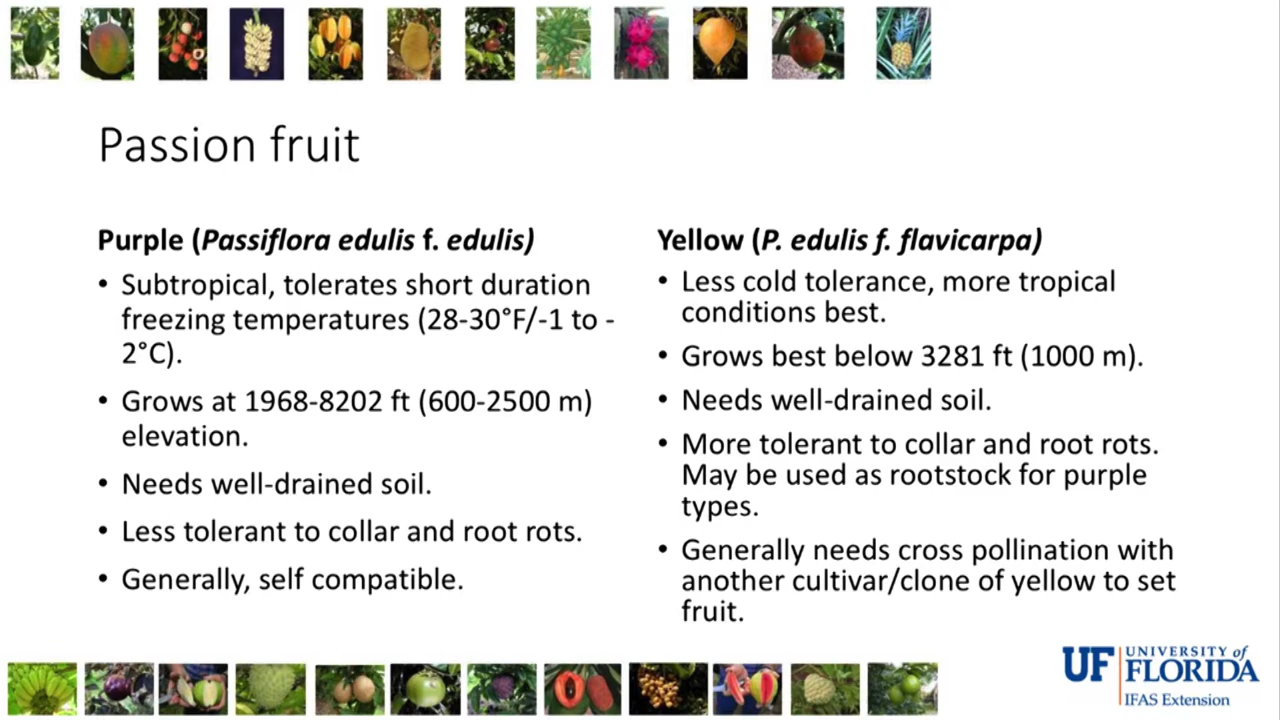 Passion fruit
Purple (Passiflora edulis f. edulis)
• Subtropical, tolerates short duration
freezing temperatures (28-30°F/-1 to -
2°C).
• Grows at 1968-8202 ft (600-2500 m)
elevation.
• Needs well-drained soil.
• Less tolerant to collar and root rots.
• Generally, self compatible.
Yellow (P. edulis f. flavicarpa)
• Less cold tolerance, more tropical
conditions best.
• Grows best below 3281 ft (1000 m).
• Needs well-drained soil.
• More tolerant to collar and root rots.
May be used as rootstock for purple
types.
• Generally needs cross pollination with
another cultivar/clone of yellow to set
fruit.
UF UNIVERSITY of
FLORIDA
IFAS Extension